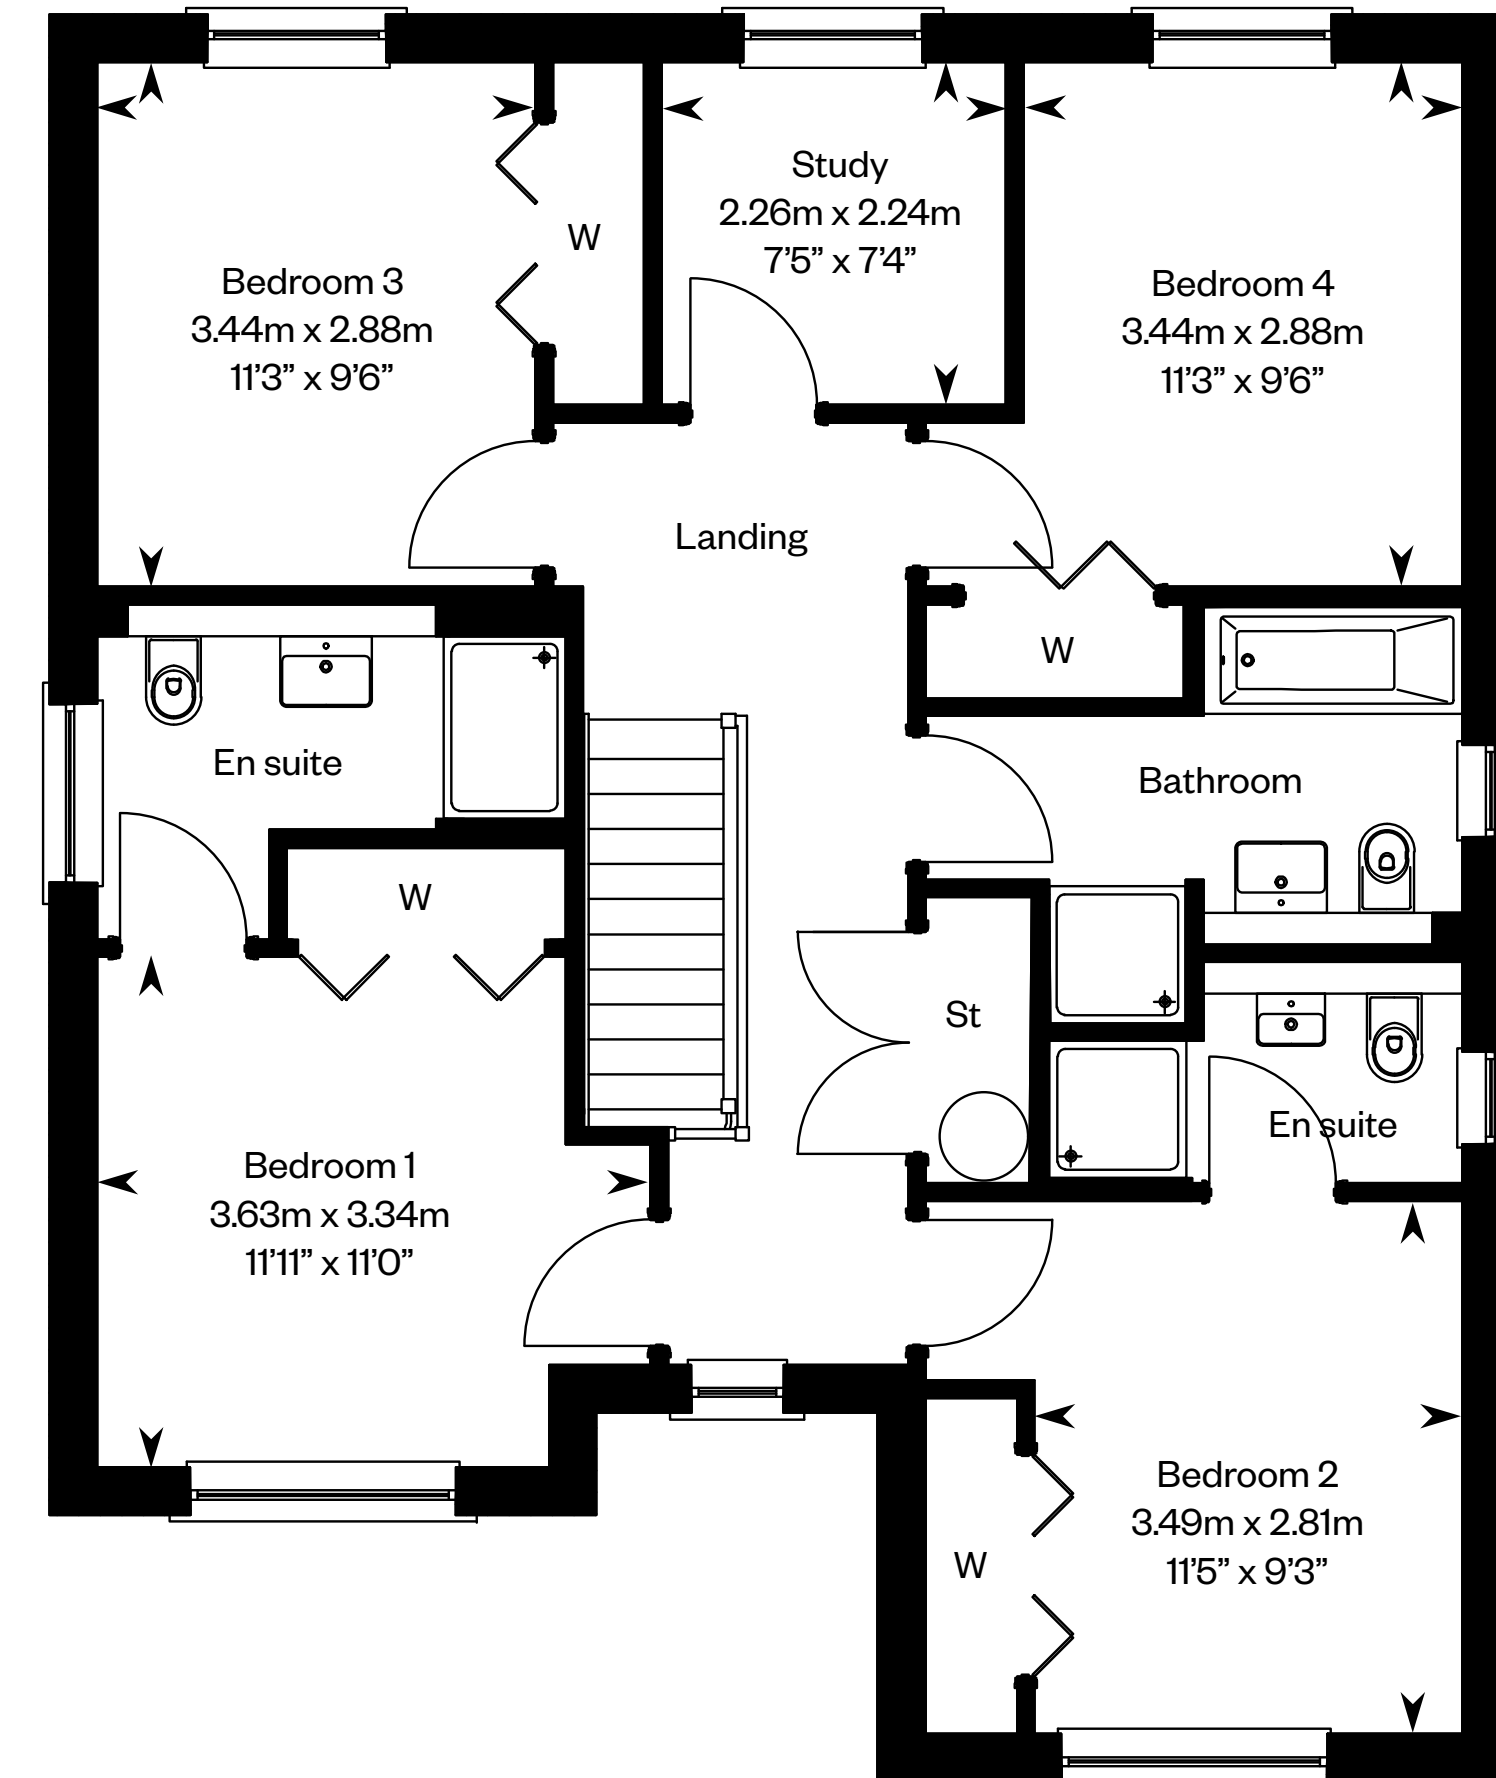 Study
2.26m x 2.24m
7'5” x 7'4”
W
Bedroom 3
3.44m x 2.88m
11'3” x 9'6”
Bedroom 4
3.44m x 2.88m
11'3” x 9'6”
Landing
W
En suite
Bathroom
W
St
En suite
Bedroom 1
3.63m x 3.34m
11'11” x 11'0”
Bedroom 2
3.49m x 2.81m
11'5” x 9'3”
W